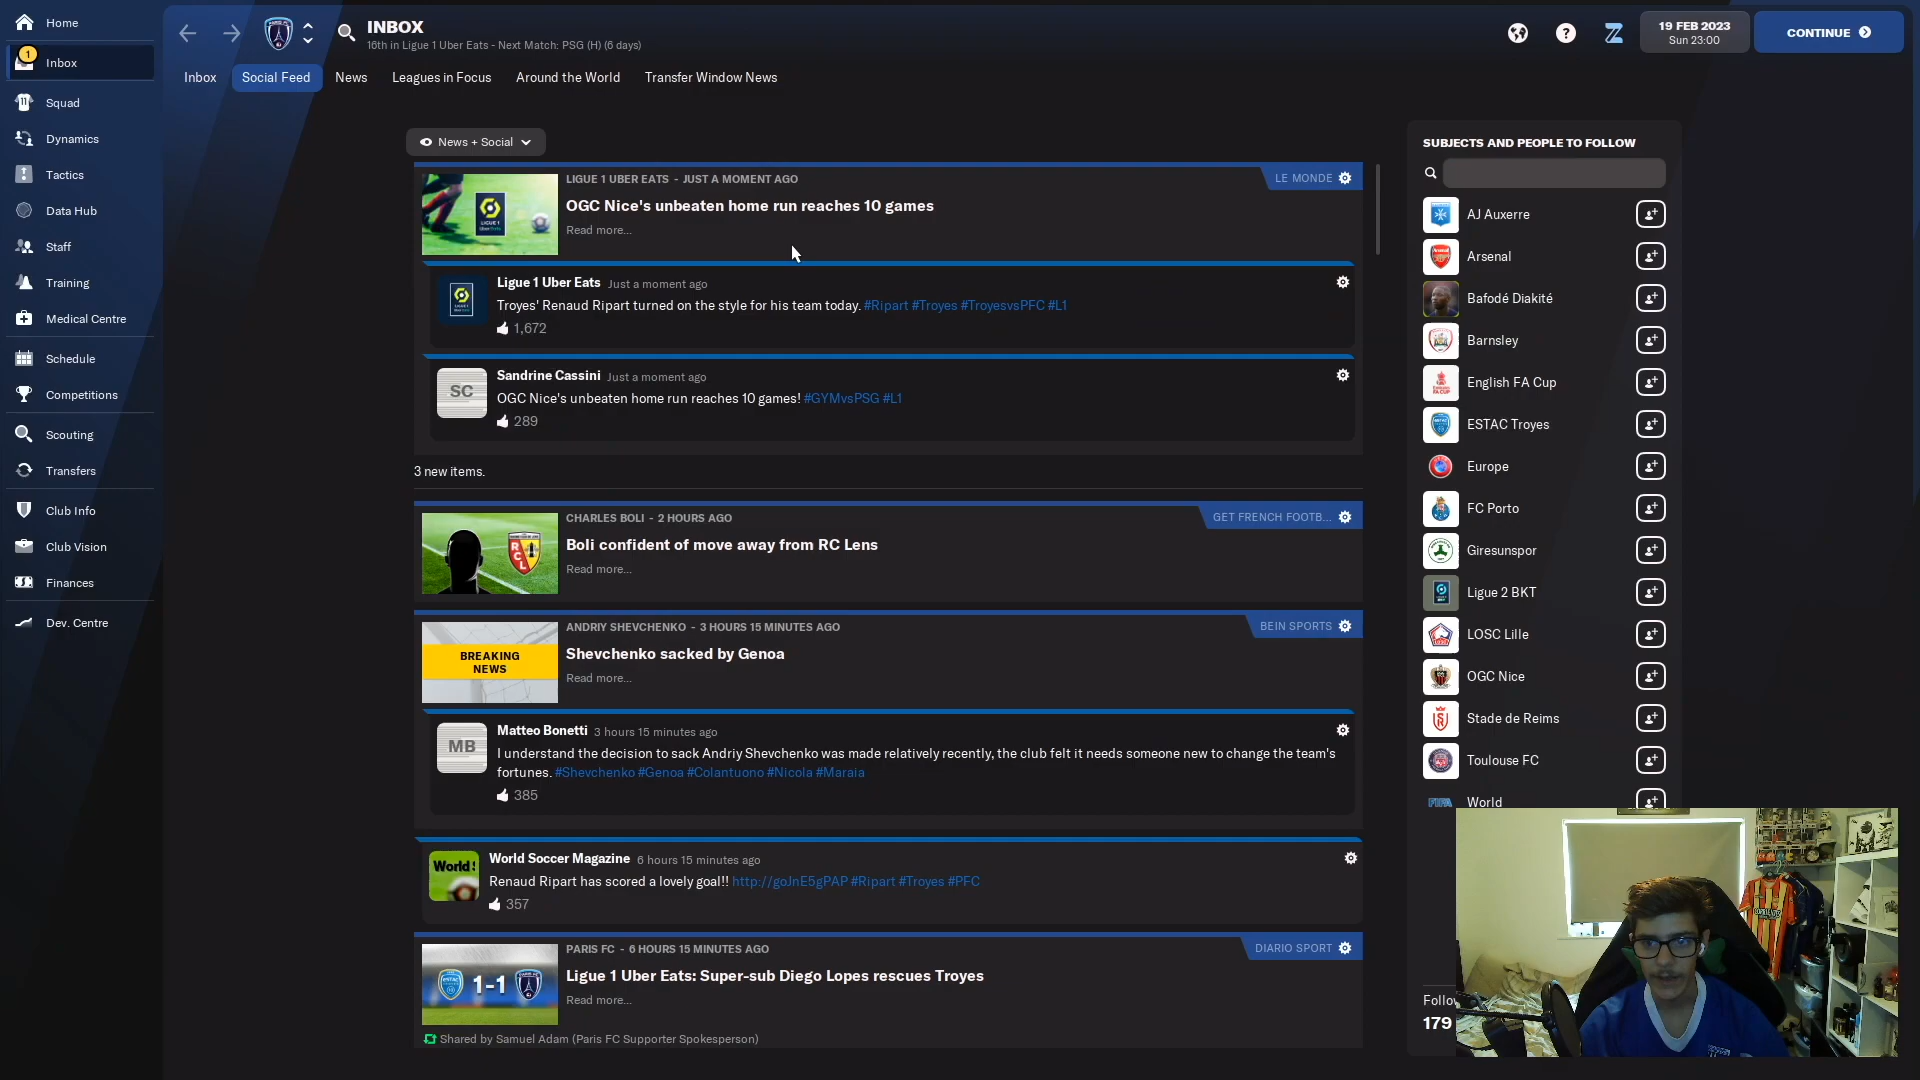 Home
1
Inbox
Squad
Dynamics
Tactics
Data Hub
Staff
Training
Medical Centre
Schedule
Competitions
Scouting
Transfers
Club Info
Club Vision
Finances
Dev. Centre
INBOX
16th in Ligue 1 Uber Eats - Next Match: PSG (H) (6 days)
19 FEB 2023
Sun 23:00
CONTINUE
Inbox
Social Feed
News
Leagues in Focus
Around the World
Transfer Window News
News + Social
LIGUE 1 UBER EATS - JUST A MOMENT AGO
LE MONDE
OGC Nice's unbeaten home run reaches 10 games
Read more...
Ligue 1 Uber Eats Just a moment ago
Troyes' Renaud Ripart turned on the style for his team today. #Ripart #Troyes #TroyesvsPFC #L1
1,672
SC
Sandrine Cassini Just a moment ago
OGC Nice's unbeaten home run reaches 10 games! #GYMvsPSG #L1
289
3 new items.
CHARLES BOLI - 2 HOURS AGO
GET FRENCH FOOTB...
Boli confident of move away from RC Lens
Read more...
ANDRIY SHEVCHENKO - 3 HOURS 15 MINUTES AGO
BEIN SPORTS
BREAKING
NEWS
Shevchenko sacked by Genoa
Read more...
MB
Matteo Bonetti 3 hours 15 minutes ago
I understand the decision to sack Andriy Shevchenko was made relatively recently, the club felt it needs someone new to change the team's
fortunes. #Shevchenko #Genoa #Colantuono #Nicola #Maraia
385
World
World Soccer Magazine 6 hours 15 minutes ago
Renaud Ripart has scored a lovely goal!! http://goJnE5gPAP #Ripart #Troyes #PFC
357
PARIS FC - 6 HOURS 15 MINUTES AGO
DIARIO SPORT
1-1
Ligue 1 Uber Eats: Super-sub Diego Lopes rescues Troyes
Read more...
Shared by Samuel Adam (Paris FC Supporter Spokesperson)
SUBJECTS AND PEOPLE TO FOLLOW
AJ Auxerre
Arsenal
Bafodé Diakité
Barnsley
English FA Cup
ESTAC Troyes
Europe
FC Porto
Giresunspor
Ligue 2 BKT
LOSC Lille
OGC Nice
Stade de Reims
Toulouse FC
World
Follo
179